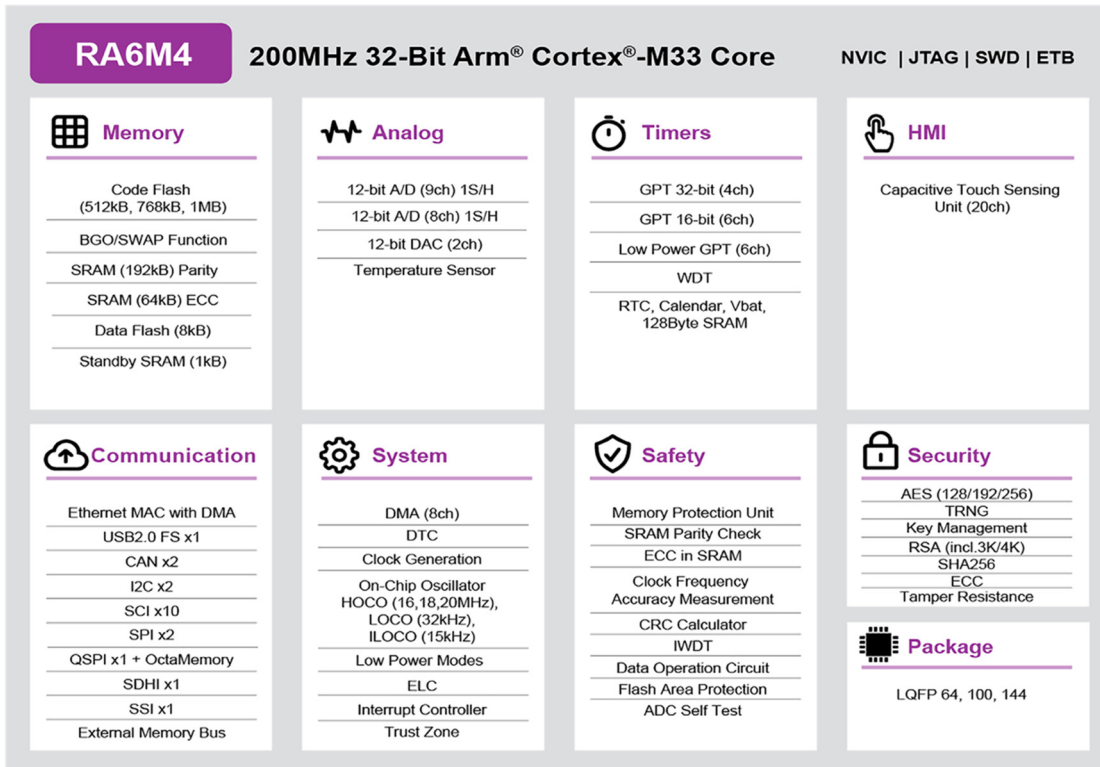 RA6M4
200MHz 32-Bit Arm® Cortex®-M33 Core
NVIC | JTAG | SWD | ETB
Memory
Code Flash
(512kB, 768kB, 1MB)
BGO/SWAP Function
SRAM (192kB) Parity
SRAM (64kB) ECC
Data Flash (8kB)
Standby SRAM (1kB)
Analog
12-bit A/D (9ch) 1S/H
12-bit A/D (8ch) 1S/H
12-bit DAC (2ch)
Temperature Sensor
Timers
GPT 32-bit (4ch)
GPT 16-bit (6ch)
Low Power GPT (6ch)
WDT
RTC, Calendar, Vbat,
128Byte SRAM
HMI
Capacitive Touch Sensing
Unit (20ch)
Communication
Ethernet MAC with DMA
USB2.0 FS x1
CAN x2
I2C x2
SCI x10
SPI x2
QSPI x1 + OctaMemory
SDHI x1
SSI x1
External Memory Bus
System
DMA (8ch)
DTC
Clock Generation
On-Chip Oscillator
HOCO (16,18,20MHz),
LOCO (32kHz),
ILOCO (15kHz)
Low Power Modes
ELC
Interrupt Controller
Trust Zone
Safety
Memory Protection Unit
SRAM Parity Check
ECC in SRAM
Clock Frequency
Accuracy Measurement
CRC Calculator
IWDT
Data Operation Circuit
Flash Area Protection
ADC Self Test
Security
AES (128/192/256)
TRNG
Key Management
RSA (incl.3K/4K)
SHA256
ECC
Tamper Resistance
Package
LQFP 64, 100, 144